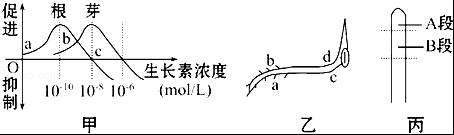 促进
根 芽
a b c
O
生长素浓度
(mol/L)
10⁻¹⁰ 10⁻⁸ 10⁻⁶
抑制
甲
b d
a c
乙
A段
B段
丙